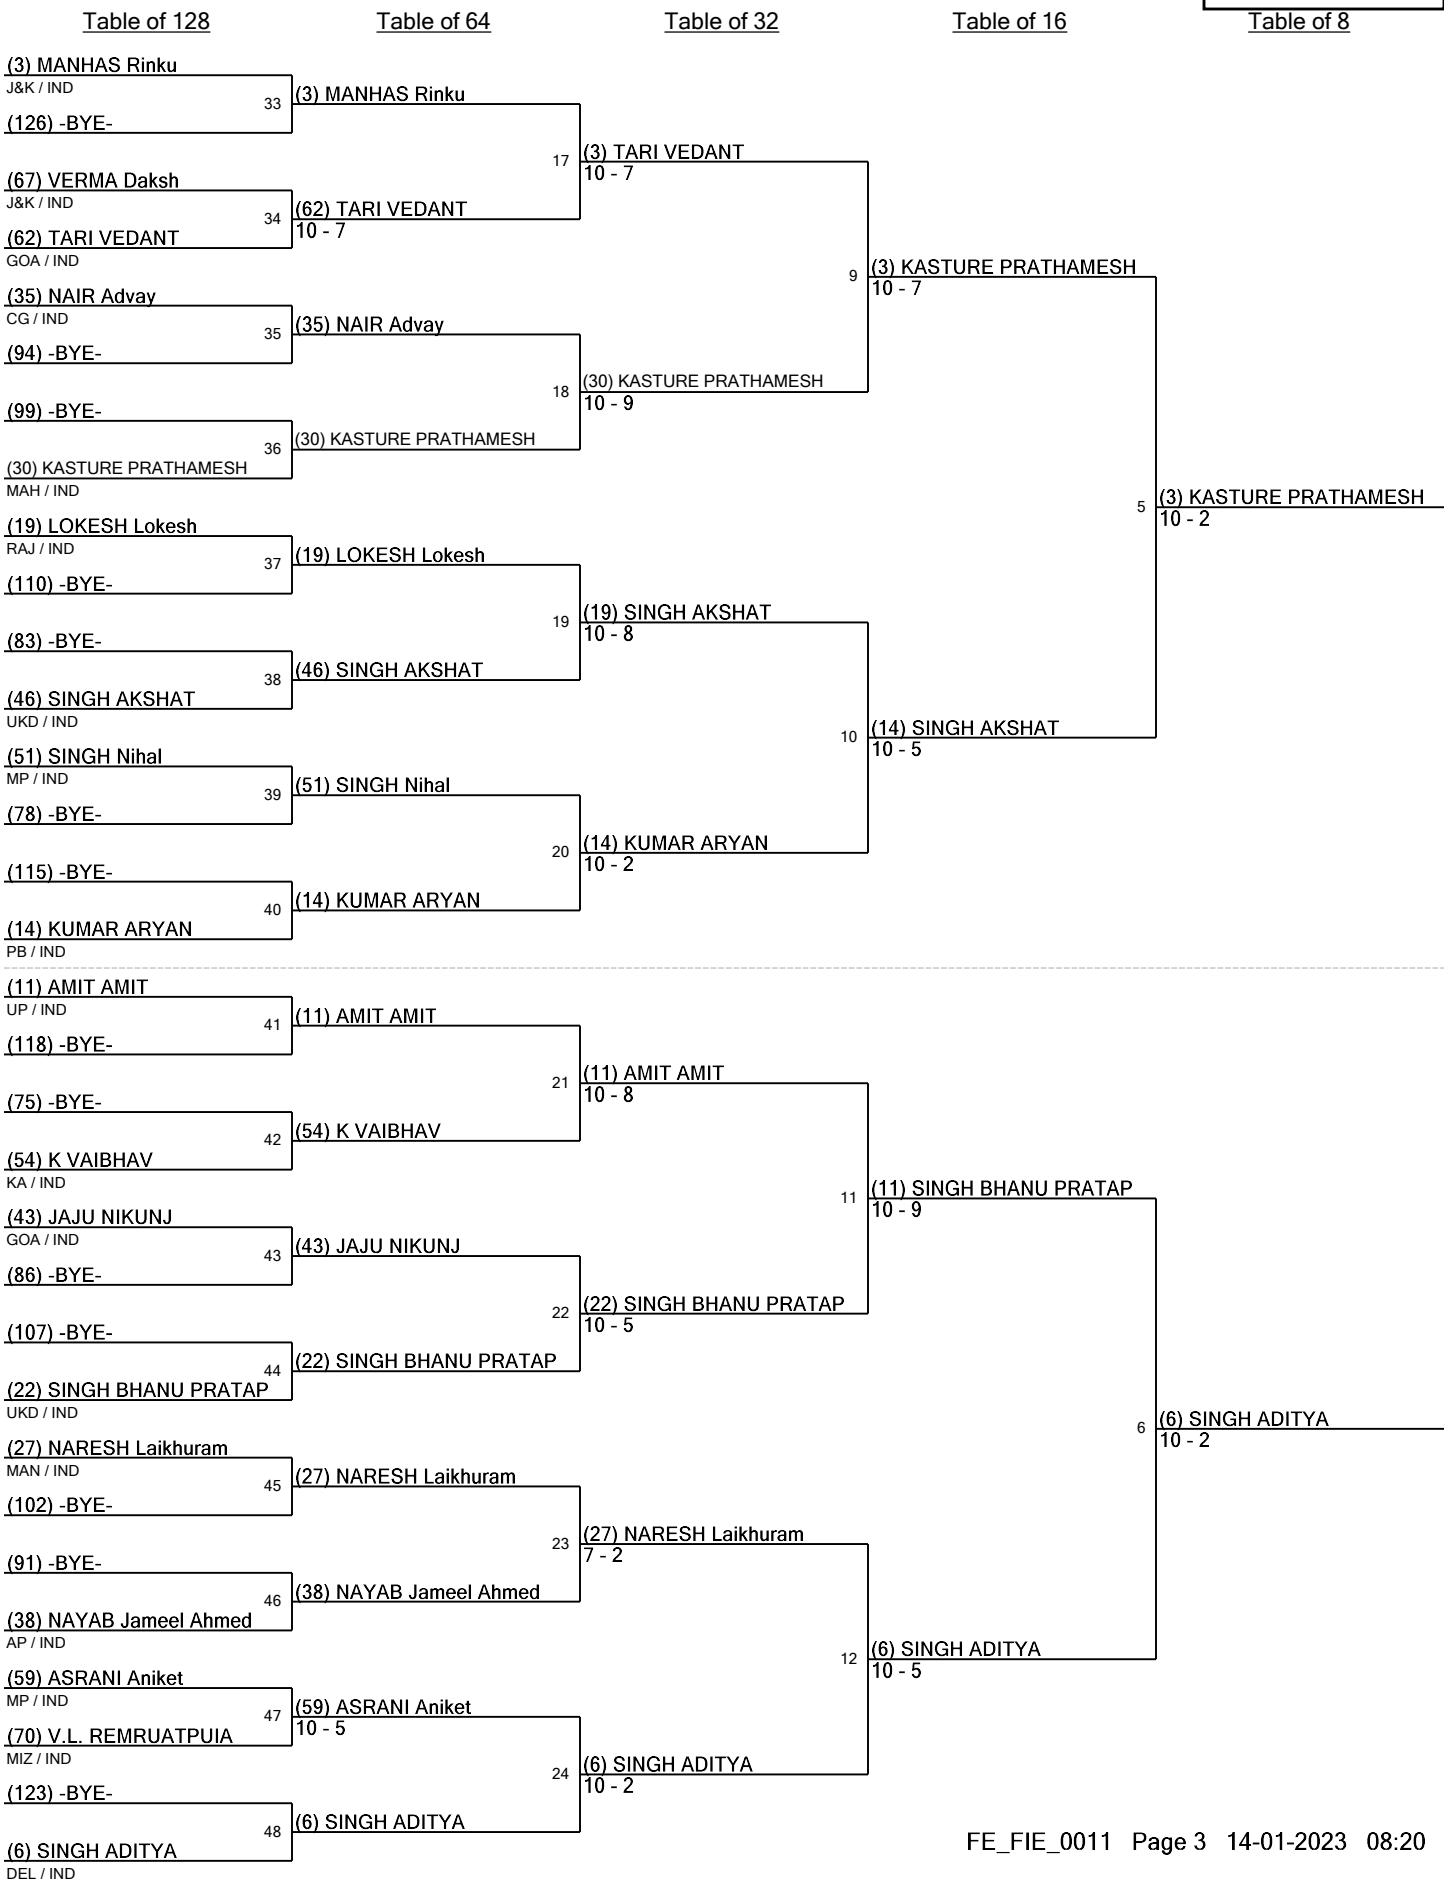 Table of 128
Table of 64
Table of 32
Table of 16
Table of 8
(3) MANHAS Rinku
J&K / IND
(126) -BYE-
(67) VERMA Daksh
J&K / IND
(62) TARI VEDANT
GOA / IND
(35) NAIR Advay
CG / IND
(94) -BYE-
(99) -BYE-
(30) KASTURE PRATHAMESH
MAH / IND
(19) LOKESH Lokesh
RAJ / IND
(110) -BYE-
(83) -BYE-
(46) SINGH AKSHAT
UKD / IND
(51) SINGH Nihal
MP / IND
(78) -BYE-
(115) -BYE-
(14) KUMAR ARYAN
PB / IND
(11) AMIT AMIT
UP / IND
(118) -BYE-
(75) -BYE-
(54) K VAIBHAV
KA / IND
(43) JAJU NIKUNJ
GOA / IND
(86) -BYE-
(107) -BYE-
(22) SINGH BHANU PRATAP
UKD / IND
(27) NARESH Laikhuram
MAN / IND
(102) -BYE-
(91) -BYE-
(38) NAYAB Jameel Ahmed
AP / IND
(59) ASRANI Aniket
MP / IND
(70) V.L. REMRUATPUIA
MIZ / IND
(123) -BYE-
(6) SINGH ADITYA
DEL / IND
33 (3) MANHAS Rinku
34 (62) TARI VEDANT
10 - 7
35 (35) NAIR Advay
36 (30) KASTURE PRATHAMESH
37 (19) LOKESH Lokesh
38 (46) SINGH AKSHAT
39 (51) SINGH Nihal
40 (14) KUMAR ARYAN
41 (11) AMIT AMIT
42 (54) K VAIBHAV
43 (43) JAJU NIKUNJ
44 (22) SINGH BHANU PRATAP
45 (27) NARESH Laikhuram
46 (38) NAYAB Jameel Ahmed
47 (59) ASRANI Aniket
10 - 5
48 (6) SINGH ADITYA
17 (3) TARI VEDANT
10 - 7
18 (30) KASTURE PRATHAMESH
10 - 9
19 (19) SINGH AKSHAT
10 - 8
20 (14) KUMAR ARYAN
10 - 2
21 (11) AMIT AMIT
10 - 8
22 (22) SINGH BHANU PRATAP
10 - 5
23 (27) NARESH Laikhuram
7 - 2
24 (6) SINGH ADITYA
10 - 2
9 (3) KASTURE PRATHAMESH
10 - 7
10 (14) SINGH AKSHAT
10 - 5
11 (11) SINGH BHANU PRATAP
10 - 9
12 (6) SINGH ADITYA
10 - 5
5 (3) KASTURE PRATHAMESH
10 - 2
6 (6) SINGH ADITYA
10 - 2
FE_FIE_0011 Page 3 14-01-2023 08:20